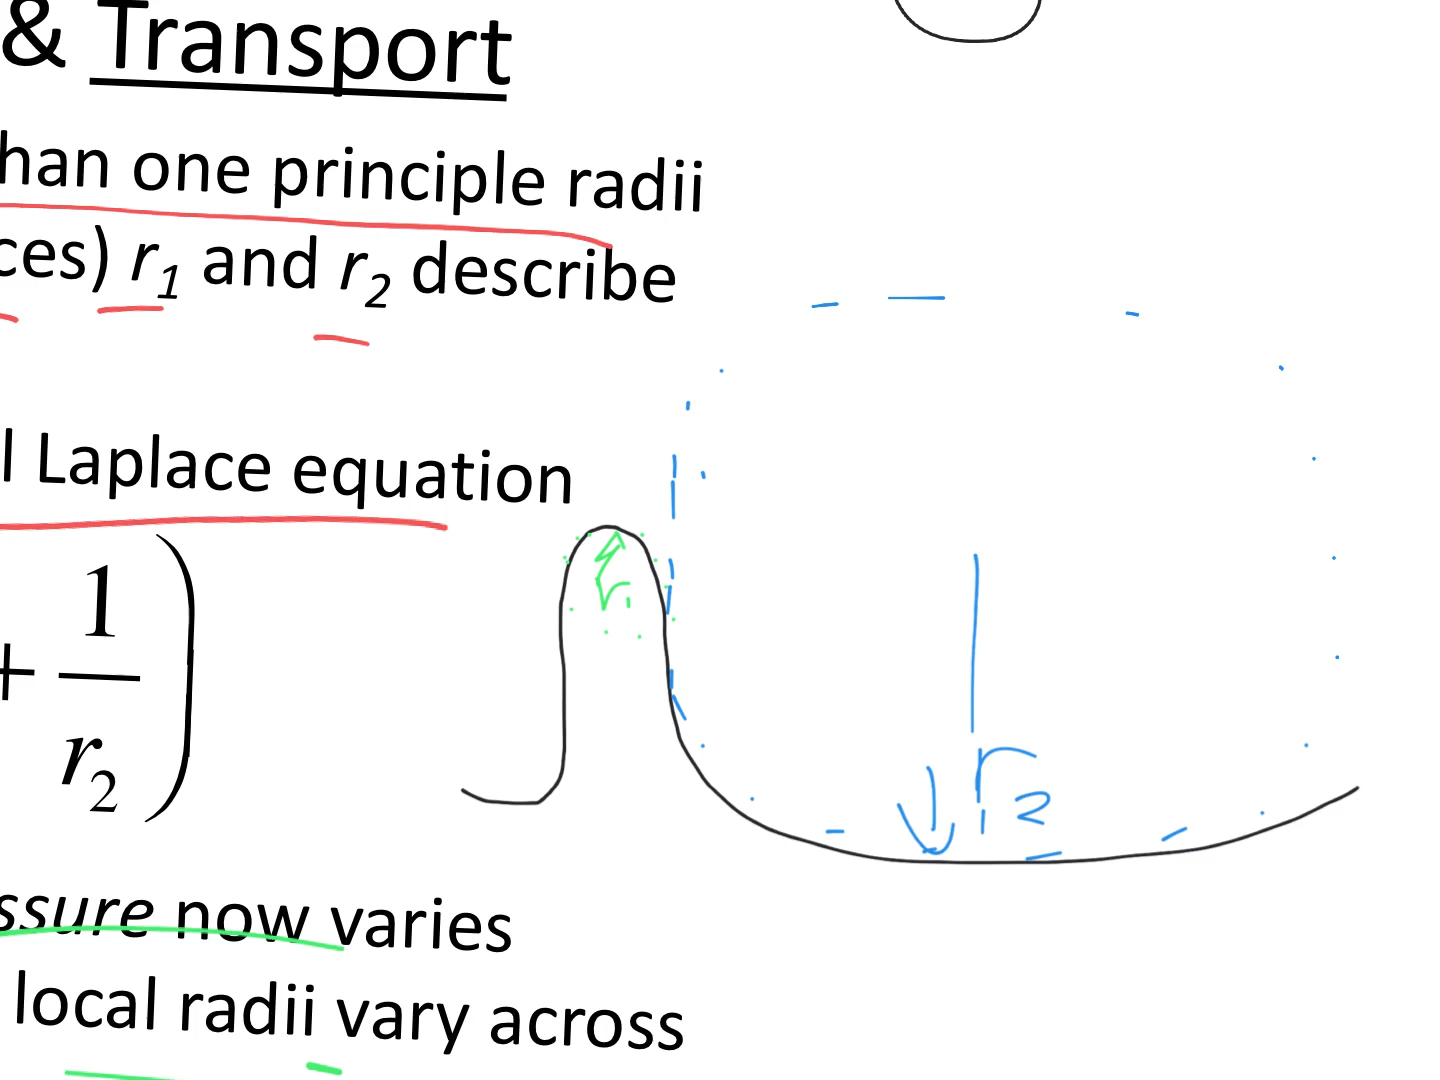 & Transport
han one principle radii
ces) r₁ and r₂ describe
l Laplace equation
+ 1/r₂ )
r₁
r₂
ssure now varies
local radii vary across